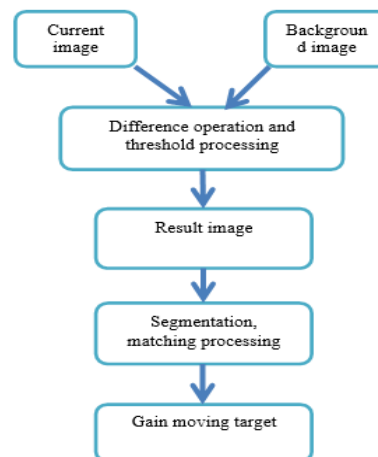 Current
image
Backgroun
d image
Difference operation and
threshold processing
Result image
Segmentation,
matching processing
Gain moving target